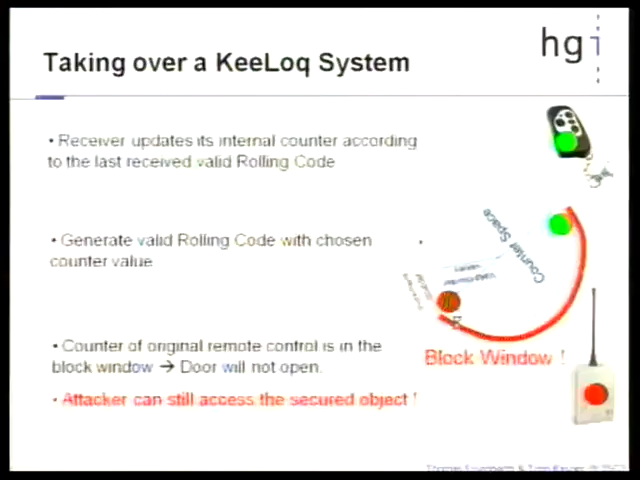 hgi
Taking over a KeeLoq System
• Receiver updates its internal counter according
to the last received valid Rolling Code
Counter Space
• Generate valid Rolling Code with chosen
counter value
• Counter of original remote control is in the
block window → Door will not open.
Block Window !
• Attacker can still access the secured object !